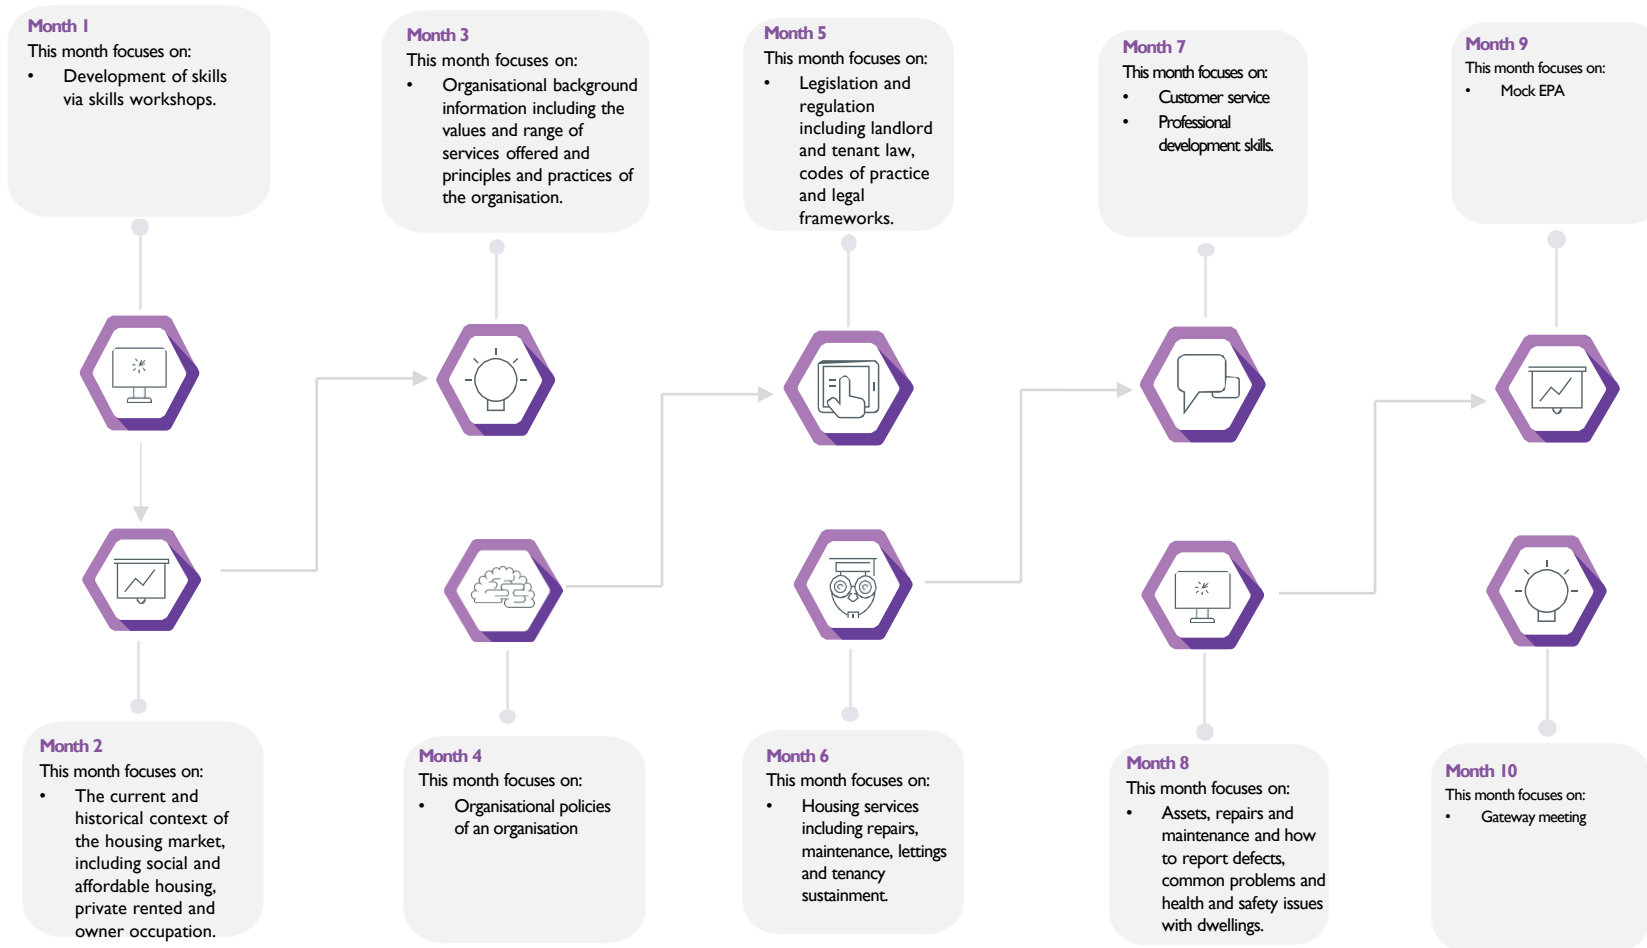 Month 1
This month focuses on:
• Development of skills
via skills workshops.
Month 3
This month focuses on:
• Organisational background
information including the
values and range of
services offered and
principles and practices of
the organisation.
Month 5
This month focuses on:
• Legislation and
regulation
including landlord
and tenant law,
codes of practice
and legal
frameworks.
Month 7
This month focuses on:
• Customer service
• Professional
development skills.
Month 9
This month focuses on:
• Mock EPA
Month 2
This month focuses on:
• The current and
historical context of
the housing market,
including social and
affordable housing,
private rented and
owner occupation.
Month 4
This month focuses on:
• Organisational policies
of an organisation
Month 6
This month focuses on:
• Housing services
including repairs,
maintenance, lettings
and tenancy
sustainment.
Month 8
This month focuses on:
• Assets, repairs and
maintenance and how
to report defects,
common problems and
health and safety issues
with dwellings.
Month 10
This month focuses on:
• Gateway meeting